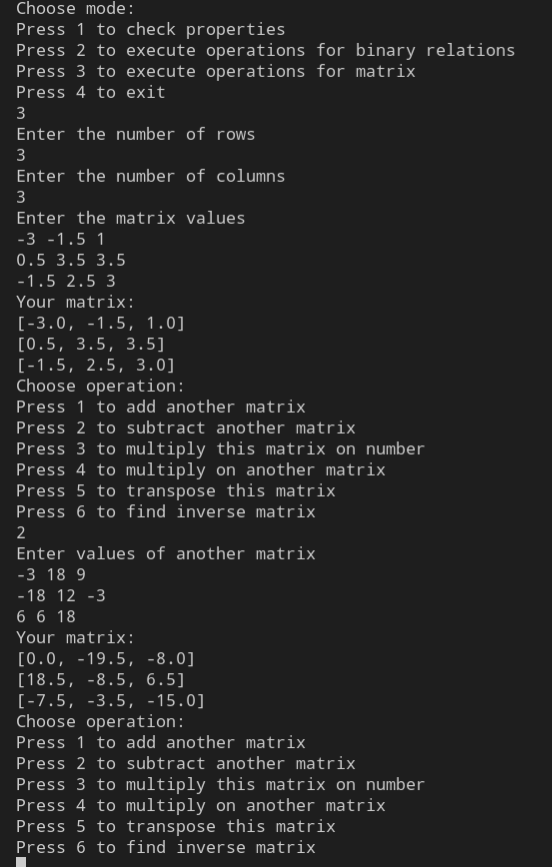 Choose mode:
Press 1 to check properties
Press 2 to execute operations for binary relations
Press 3 to execute operations for matrix
Press 4 to exit
3
Enter the number of rows
3
Enter the number of columns
3
Enter the matrix values
-3 -1.5 1
0.5 3.5 3.5
-1.5 2.5 3
Your matrix:
[-3.0, -1.5, 1.0]
[0.5, 3.5, 3.5]
[-1.5, 2.5, 3.0]
Choose operation:
Press 1 to add another matrix
Press 2 to subtract another matrix
Press 3 to multiply this matrix on number
Press 4 to multiply on another matrix
Press 5 to transpose this matrix
Press 6 to find inverse matrix
2
Enter values of another matrix
-3 18 9
-18 12 -3
6 6 18
Your matrix:
[0.0, -19.5, -8.0]
[18.5, -8.5, 6.5]
[-7.5, -3.5, -15.0]
Choose operation:
Press 1 to add another matrix
Press 2 to subtract another matrix
Press 3 to multiply this matrix on number
Press 4 to multiply on another matrix
Press 5 to transpose this matrix
Press 6 to find inverse matrix